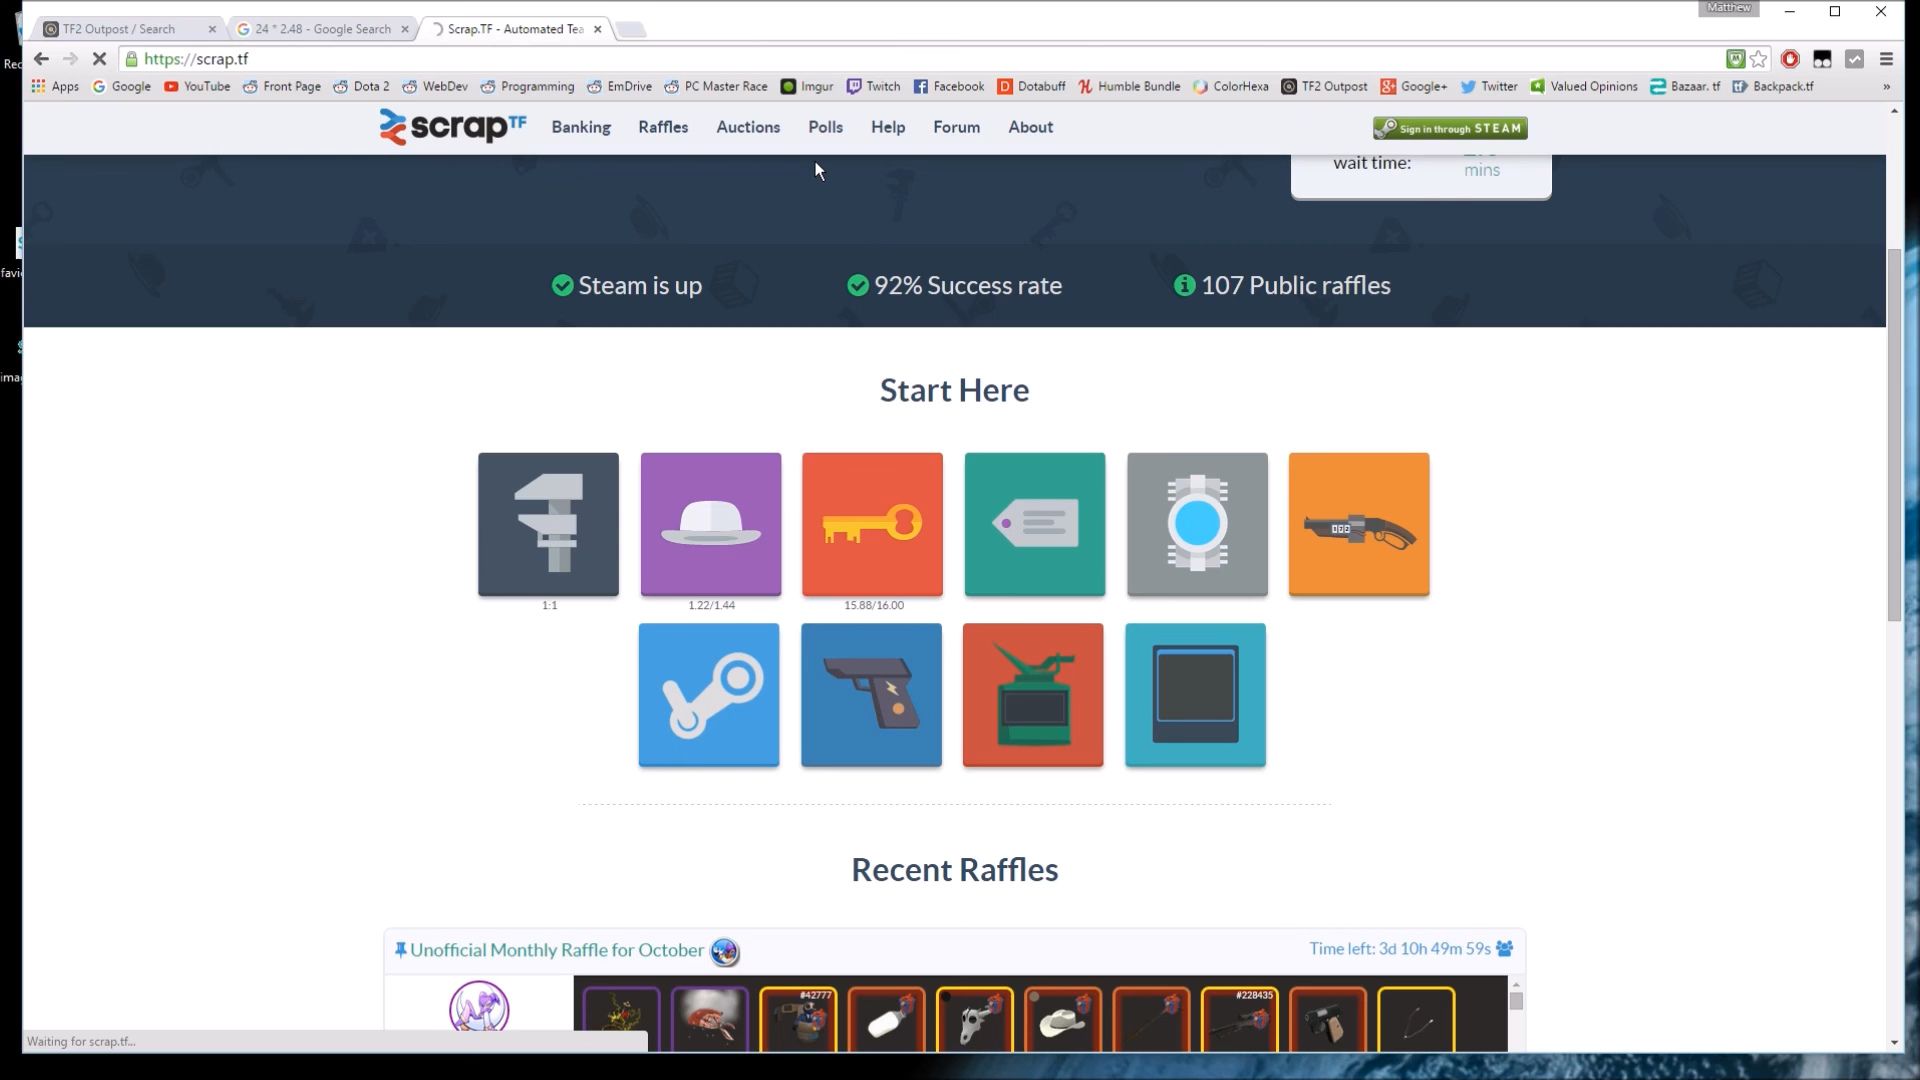 Matthew
TF2 Outpost / Search
24 * 2.48 - Google Search
Scrap.TF - Automated Tea
https://scrap.tf
Apps
Google
YouTube
Front Page
Dota 2
WebDev
Programming
EmDrive
PC Master Race
Imgur
Twitch
Facebook
Dotabuff
Humble Bundle
ColorHexa
TF2 Outpost
Google+
Twitter
Valued Opinions
Bazaar. tf
Backpack.tf
»
scrap TF
Banking
Raffles
Auctions
Polls
Help
Forum
About
Sign in through STEAM
wait time:
mins
Steam is up
92% Success rate
107 Public raffles
Start Here
1:1
1.22/1.44
15.88/16.00
Recent Raffles
Unofficial Monthly Raffle for October
Time left: 3d 10h 49m 59s
#42777
#228435
Waiting for scrap.tf...
Rec
favic
ima